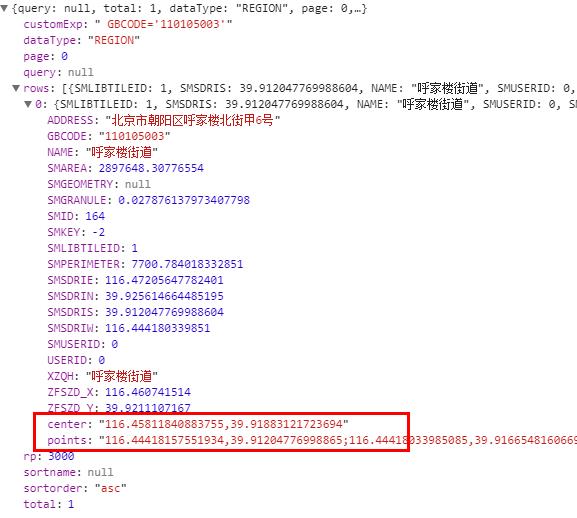 {query: null, total: 1, dataType: "REGION", page: 0,…}
customExp: " GBCODE='110105003'"
dataType: "REGION"
page: 0
query: null
rows: [{SMLIBTILEID: 1, SMSDRIS: 39.912047769988604, NAME: "呼家楼街道", SMUSERID: 0,
0: {SMLIBTILEID: 1, SMSDRIS: 39.912047769988604, NAME: "呼家楼街道", SMUSERID: 0, SM
ADDRESS: "北京市朝阳区呼家楼北街甲6号"
GBCODE: "110105003"
NAME: "呼家楼街道"
SMAREA: 2897648.30776554
SMGEOMETRY: null
SMGRANULE: 0.027876137973407798
SMID: 164
SMKEY: -2
SMLIBTILEID: 1
SMPERIMETER: 7700.784018332851
SMSDRIE: 116.47205647782401
SMSDRIN: 39.925614664485195
SMSDRIS: 39.912047769988604
SMSDRIW: 116.444180339851
SMUSERID: 0
USERID: 0
XZQH: "呼家楼街道"
ZFSZD_X: 116.460741514
ZFSZD_Y: 39.9211107167
center: "116.45811840883755,39.91883121723694"
points: "116.44418157551934,39.91204776998865;116.44418033985085,39.9166548160669
rp: 3000
sortname: null
sortorder: "asc"
total: 1